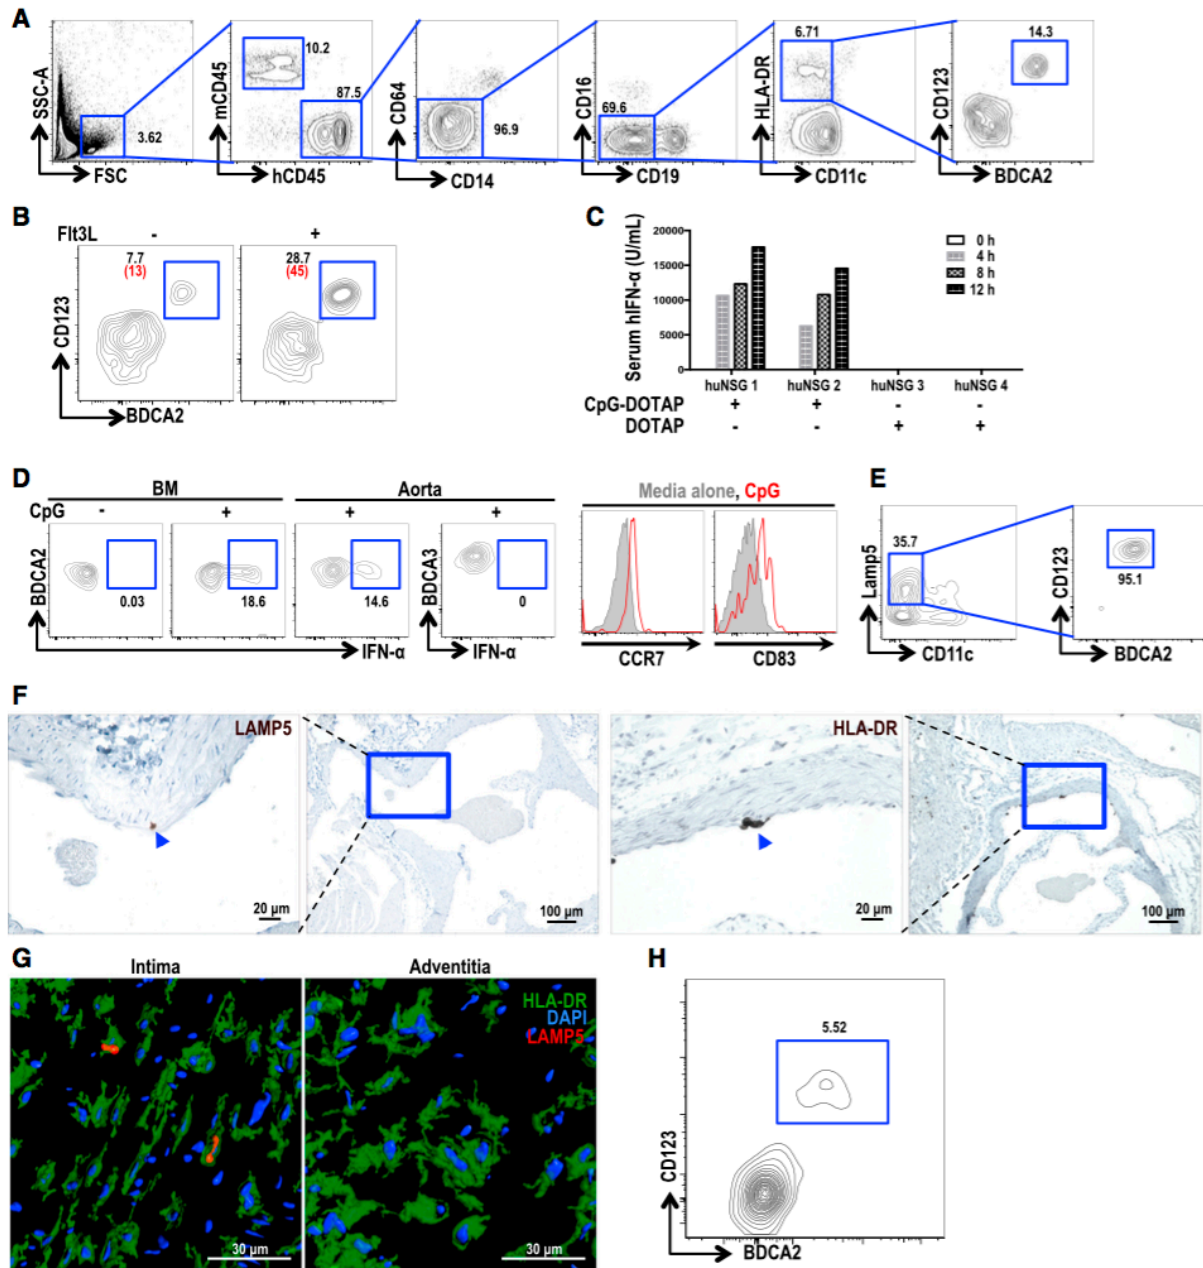 A
SSC-A
3.62
FSC
mCD45
10.2
87.5
hCD45
CD64
96.9
CD14
CD16
69.6
CD19
HLA-DR
6.71
CD11c
CD123
14.3
BDCA2
B
Flt3L - +
7.7
(13)
28.7
(45)
CD123
BDCA2
C
Serum hIFN-α (U/mL)
20000
15000
10000
5000
0
0 h
4 h
8 h
12 h
huNSG 1 huNSG 2 huNSG 3 huNSG 4
CpG-DOTAP + + - -
DOTAP - - + +
D
BM Aorta
CpG - + + +
BDCA2
0.03
18.6
14.6
IFN-α
BDCA3
0
IFN-α
Media alone, CpG
CCR7
CD83
E
Lamp5
35.7
CD11c
CD123
95.1
BDCA2
F
LAMP5
20 µm
100 µm
HLA-DR
20 µm
100 µm
G
Intima Adventitia
HLA-DR
DAPI
LAMP5
30 µm
30 µm
H
5.52
CD123
BDCA2